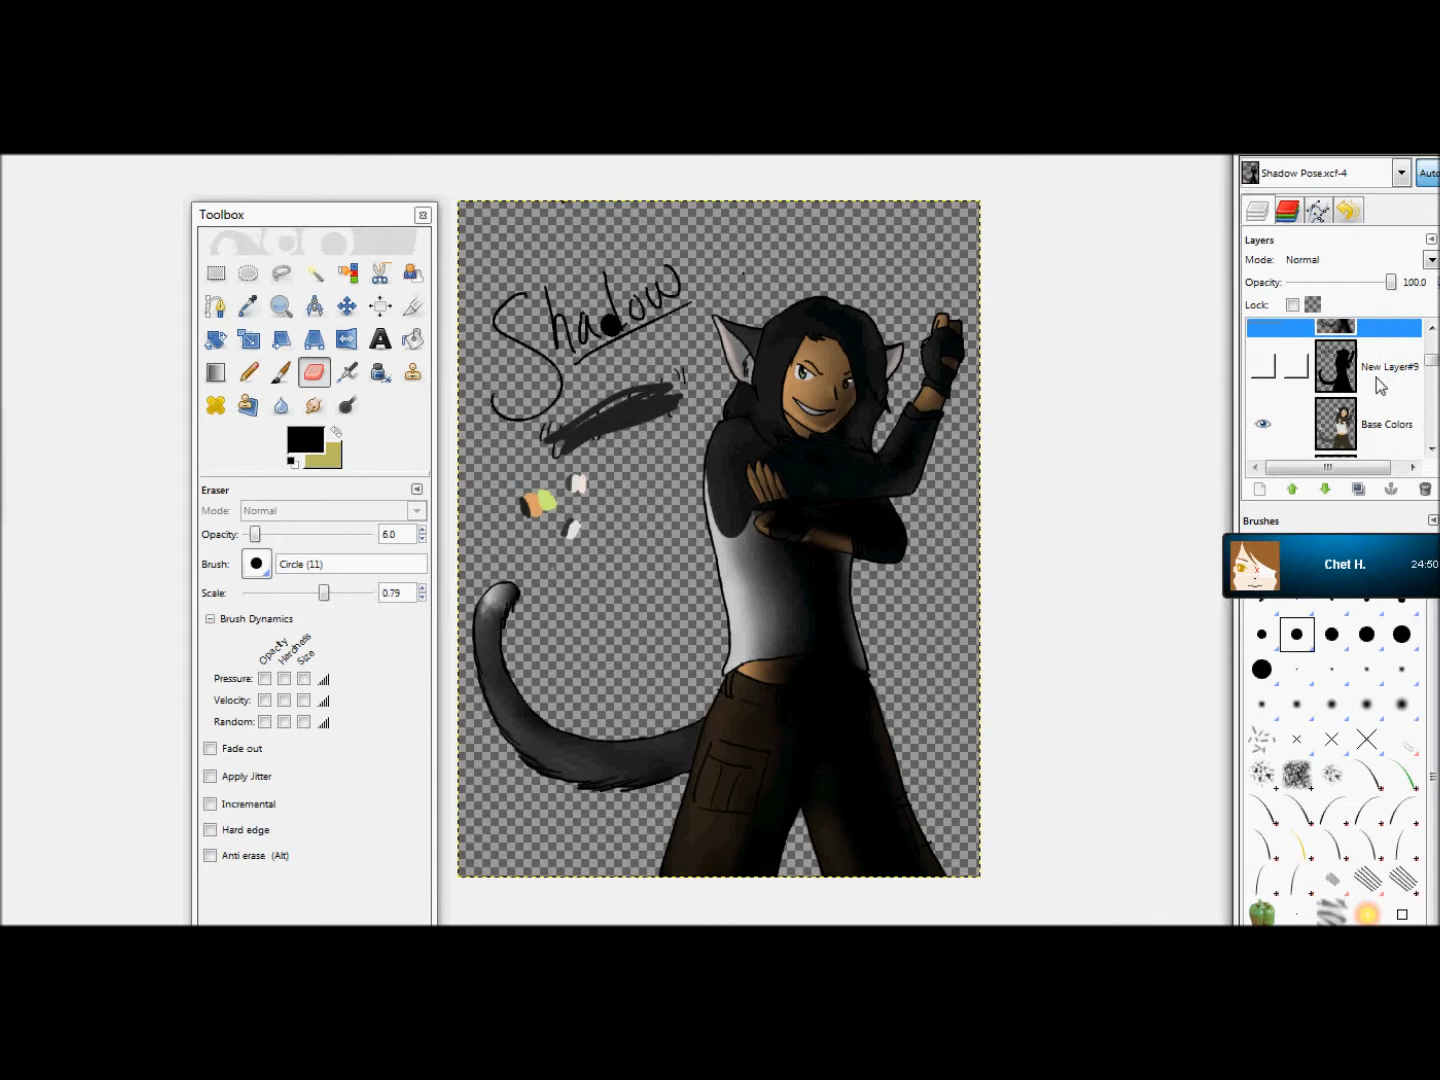 Shadow Pose.xcf-4
Auto
Toolbox
Layers
Mode: Normal
Opacity: 100.0
Lock:
New Layer#9
Base Colors
Shadow
Eraser
Mode: Normal
Opacity: 6.0
Brush: Circle (11)
Scale: 0.79
Brush Dynamics
Opacity Hardness Size
Pressure:
Velocity:
Random:
Fade out
Apply Jitter
Incremental
Hard edge
Anti erase (Alt)
Brushes
Chet H. 24:50